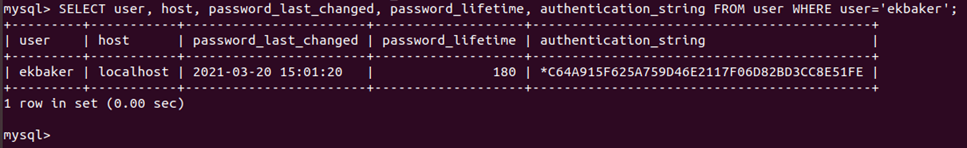 mysql> SELECT user, host, password_last_changed, password_lifetime, authentication_string FROM user WHERE user='ekbaker';
+---------+-----------+-----------------------+-------------------+-------------------------------------------+
| user    | host      | password_last_changed | password_lifetime | authentication_string                     |
+---------+-----------+-----------------------+-------------------+-------------------------------------------+
| ekbaker | localhost | 2021-03-20 15:01:20   |               180 | *C64A915F625A759D46E2117F06D82BD3CC8E51FE |
+---------+-----------+-----------------------+-------------------+-------------------------------------------+
1 row in set (0.00 sec)
mysql>